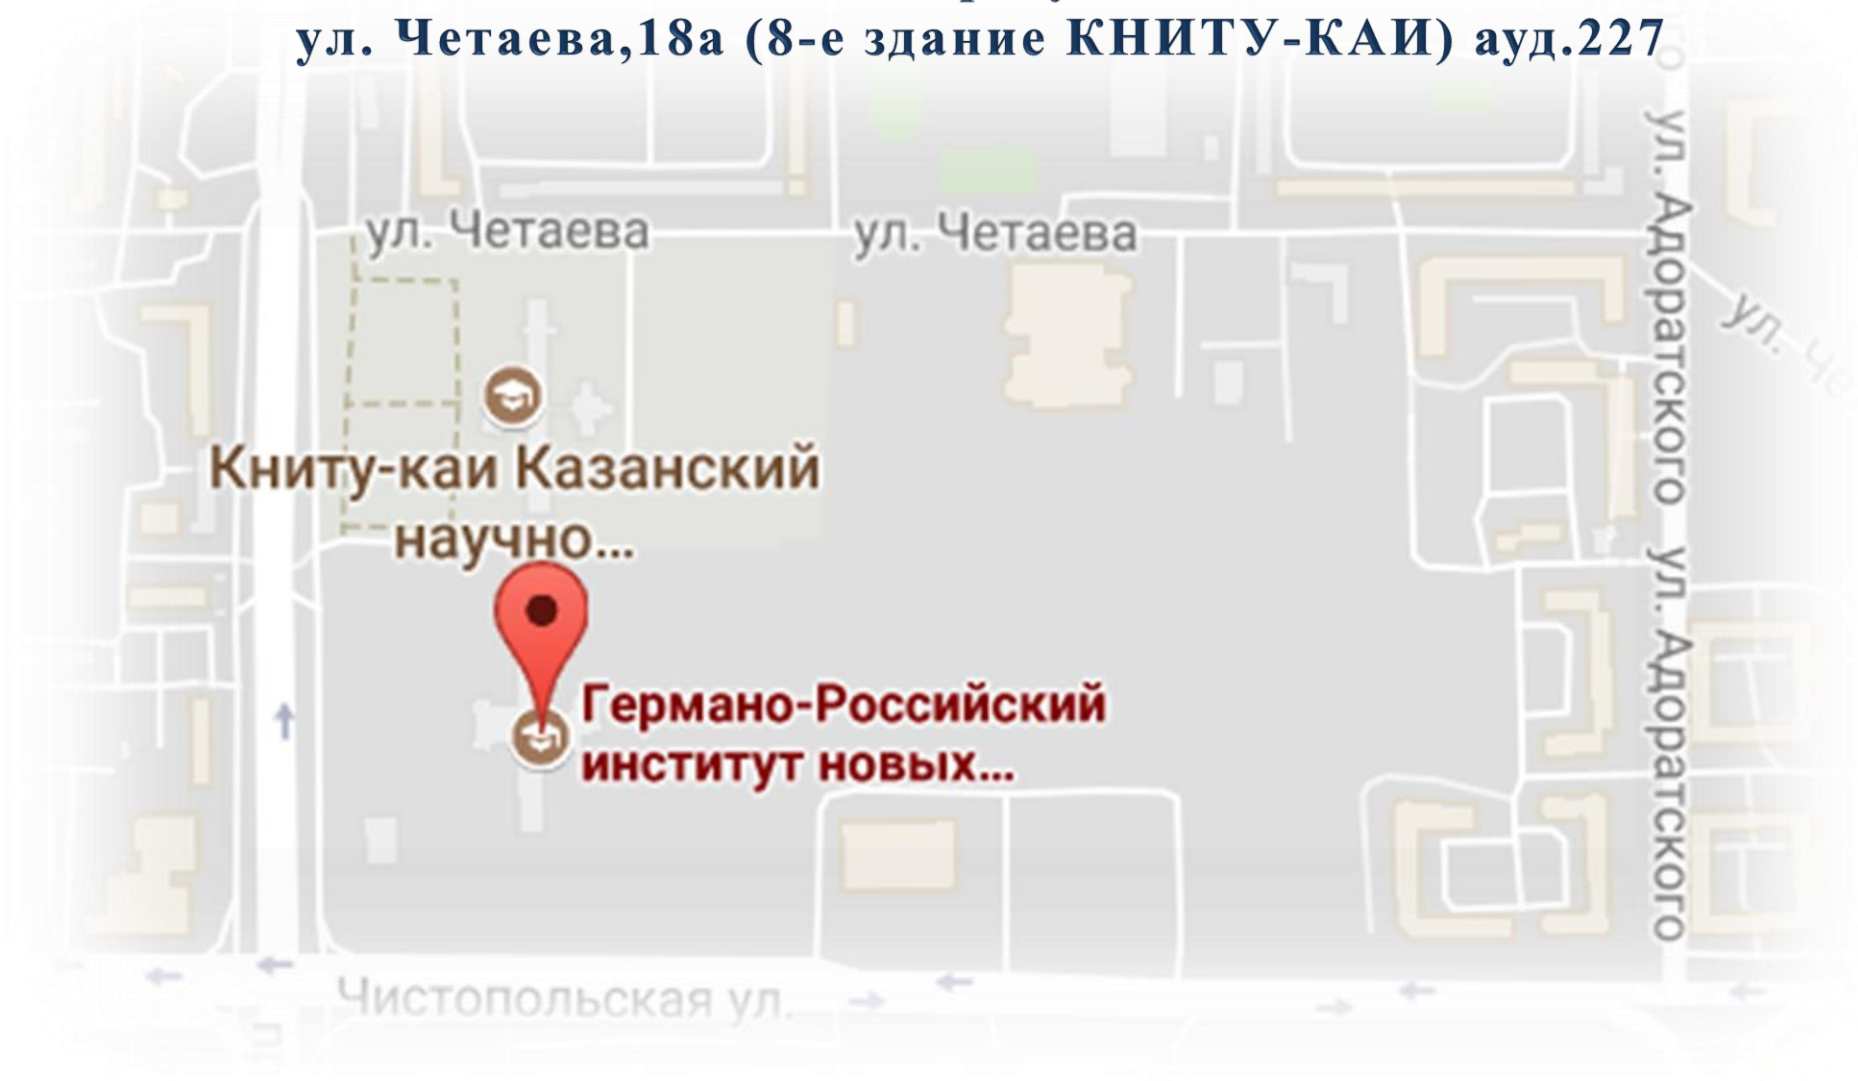 ул. Четаева,18а (8-е здание КНИТУ-КАИ) ауд.227
ул. Четаева
ул. Четаева
ул. Адоратского
ул.
Книту-каи Казанский
научно...
ул. Адоратского
Германо-Российский
институт новых...
Чистопольская ул.